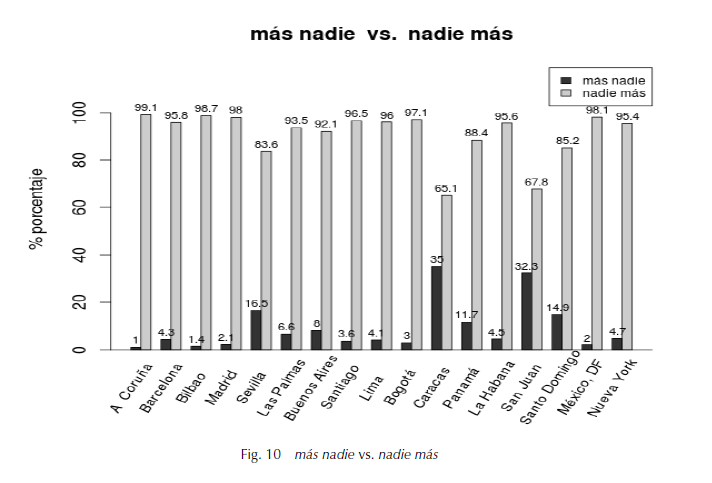 más nadie vs. nadie más
más nadie
nadie más
% porcentaje
100
80
60
40
20
0
99.1
95.8
98.7
98
83.6
93.5
92.1
96.5
96
97.1
65.1
88.4
95.6
67.8
85.2
98.1
95.4
1
4.3
1.4
2.1
16.5
6.6
8
3.6
4.1
3
35
11.7
4.5
32.3
14.9
2
4.7
A Coruña
Barcelona
Bilbao
Madrid
Sevilla
Las Palmas
Buenos Aires
Santiago
Lima
Bogotá
Caracas
Panamá
La Habana
San Juan
Santo Domingo
México, DF
Nueva York
Fig. 10 más nadie vs. nadie más